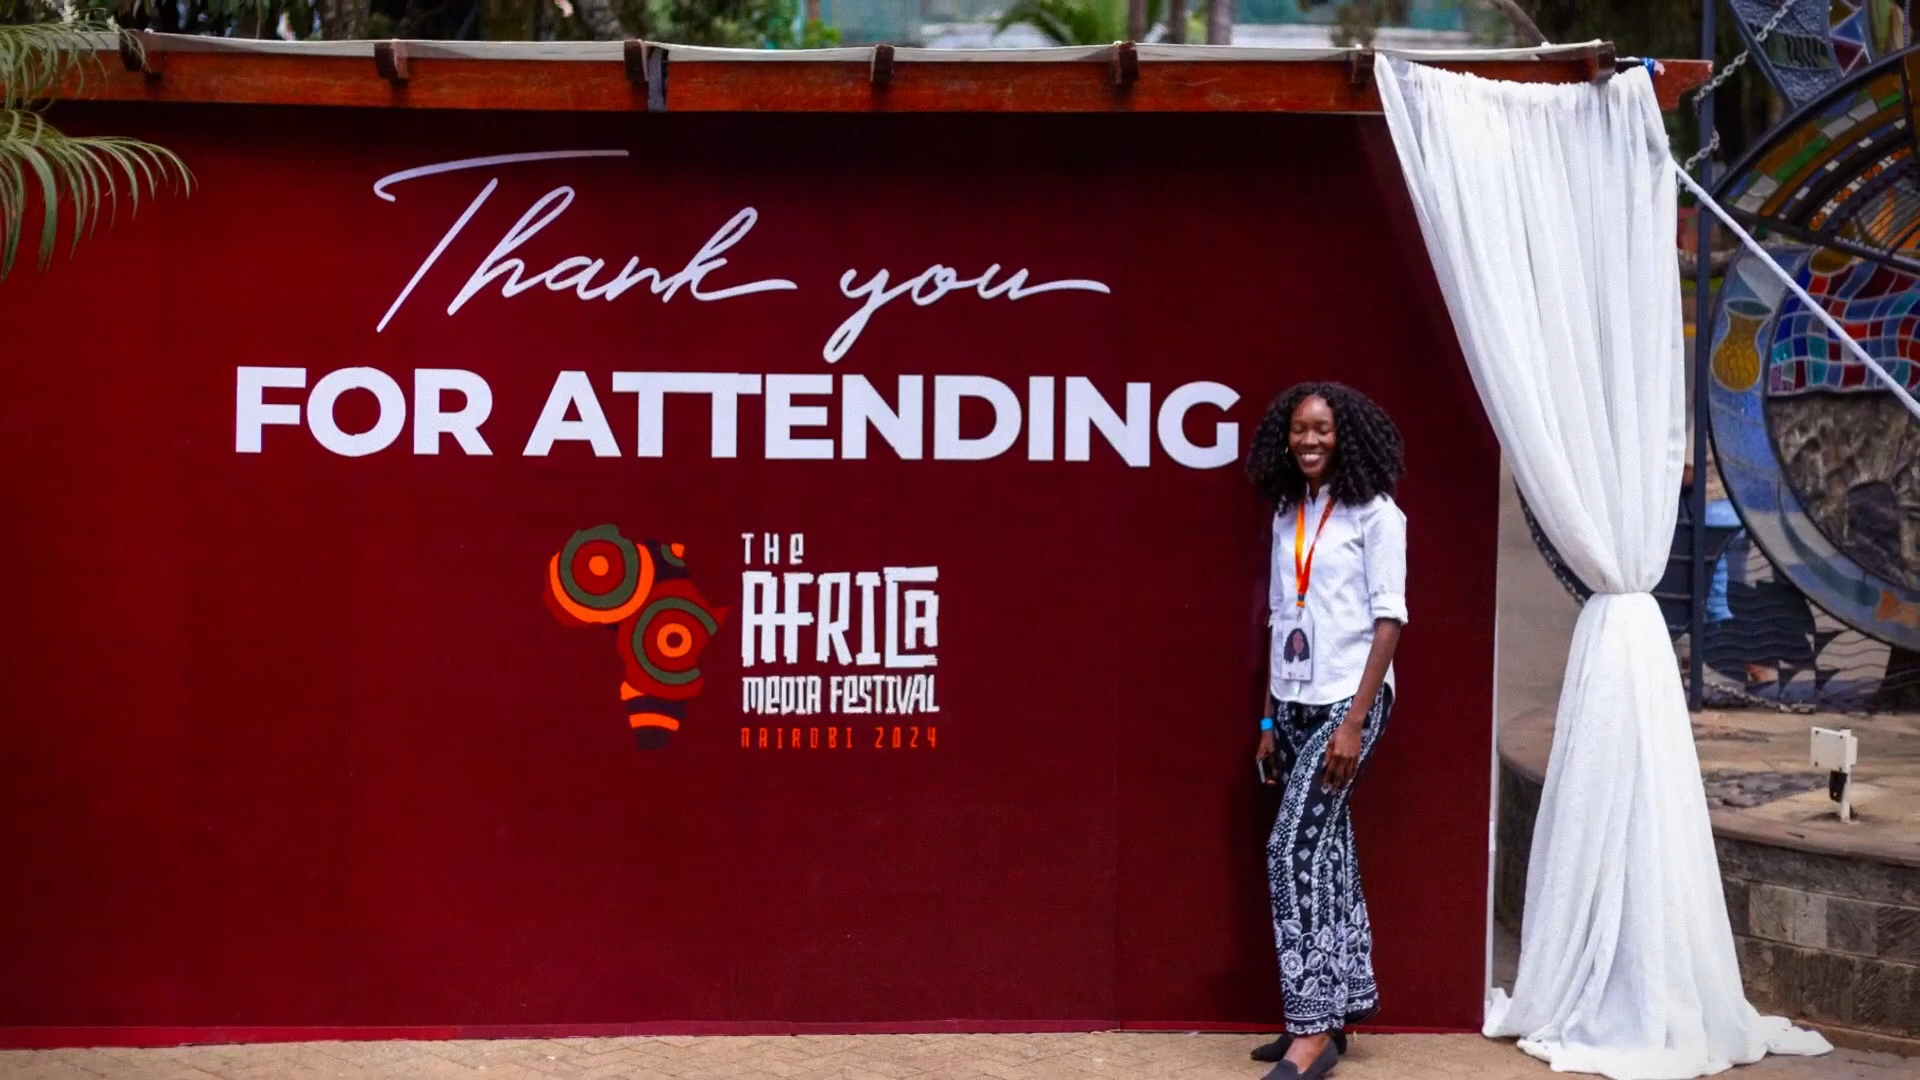 Thank you
FOR ATTENDING
THE
AFRICA
MEDIA FESTIVAL
NAIROBI 2024